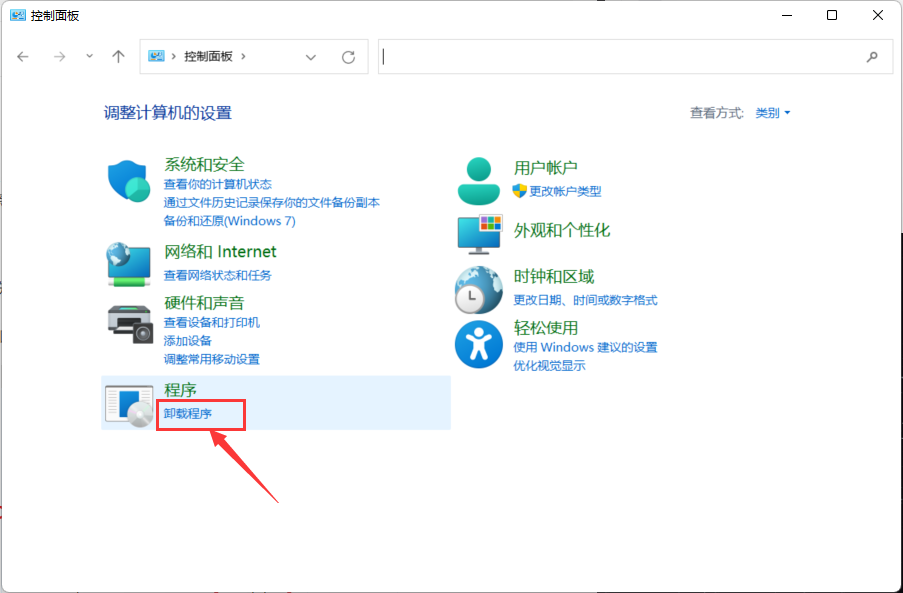 控制面板
控制面板
调整计算机的设置
查看方式: 类别
系统和安全
查看你的计算机状态
通过文件历史记录保存你的文件备份副本
备份和还原(Windows 7)
网络和 Internet
查看网络状态和任务
硬件和声音
查看设备和打印机
添加设备
调整常用移动设置
程序
卸载程序
用户帐户
更改帐户类型
外观和个性化
时钟和区域
更改日期、时间或数字格式
轻松使用
使用 Windows 建议的设置
优化视觉显示